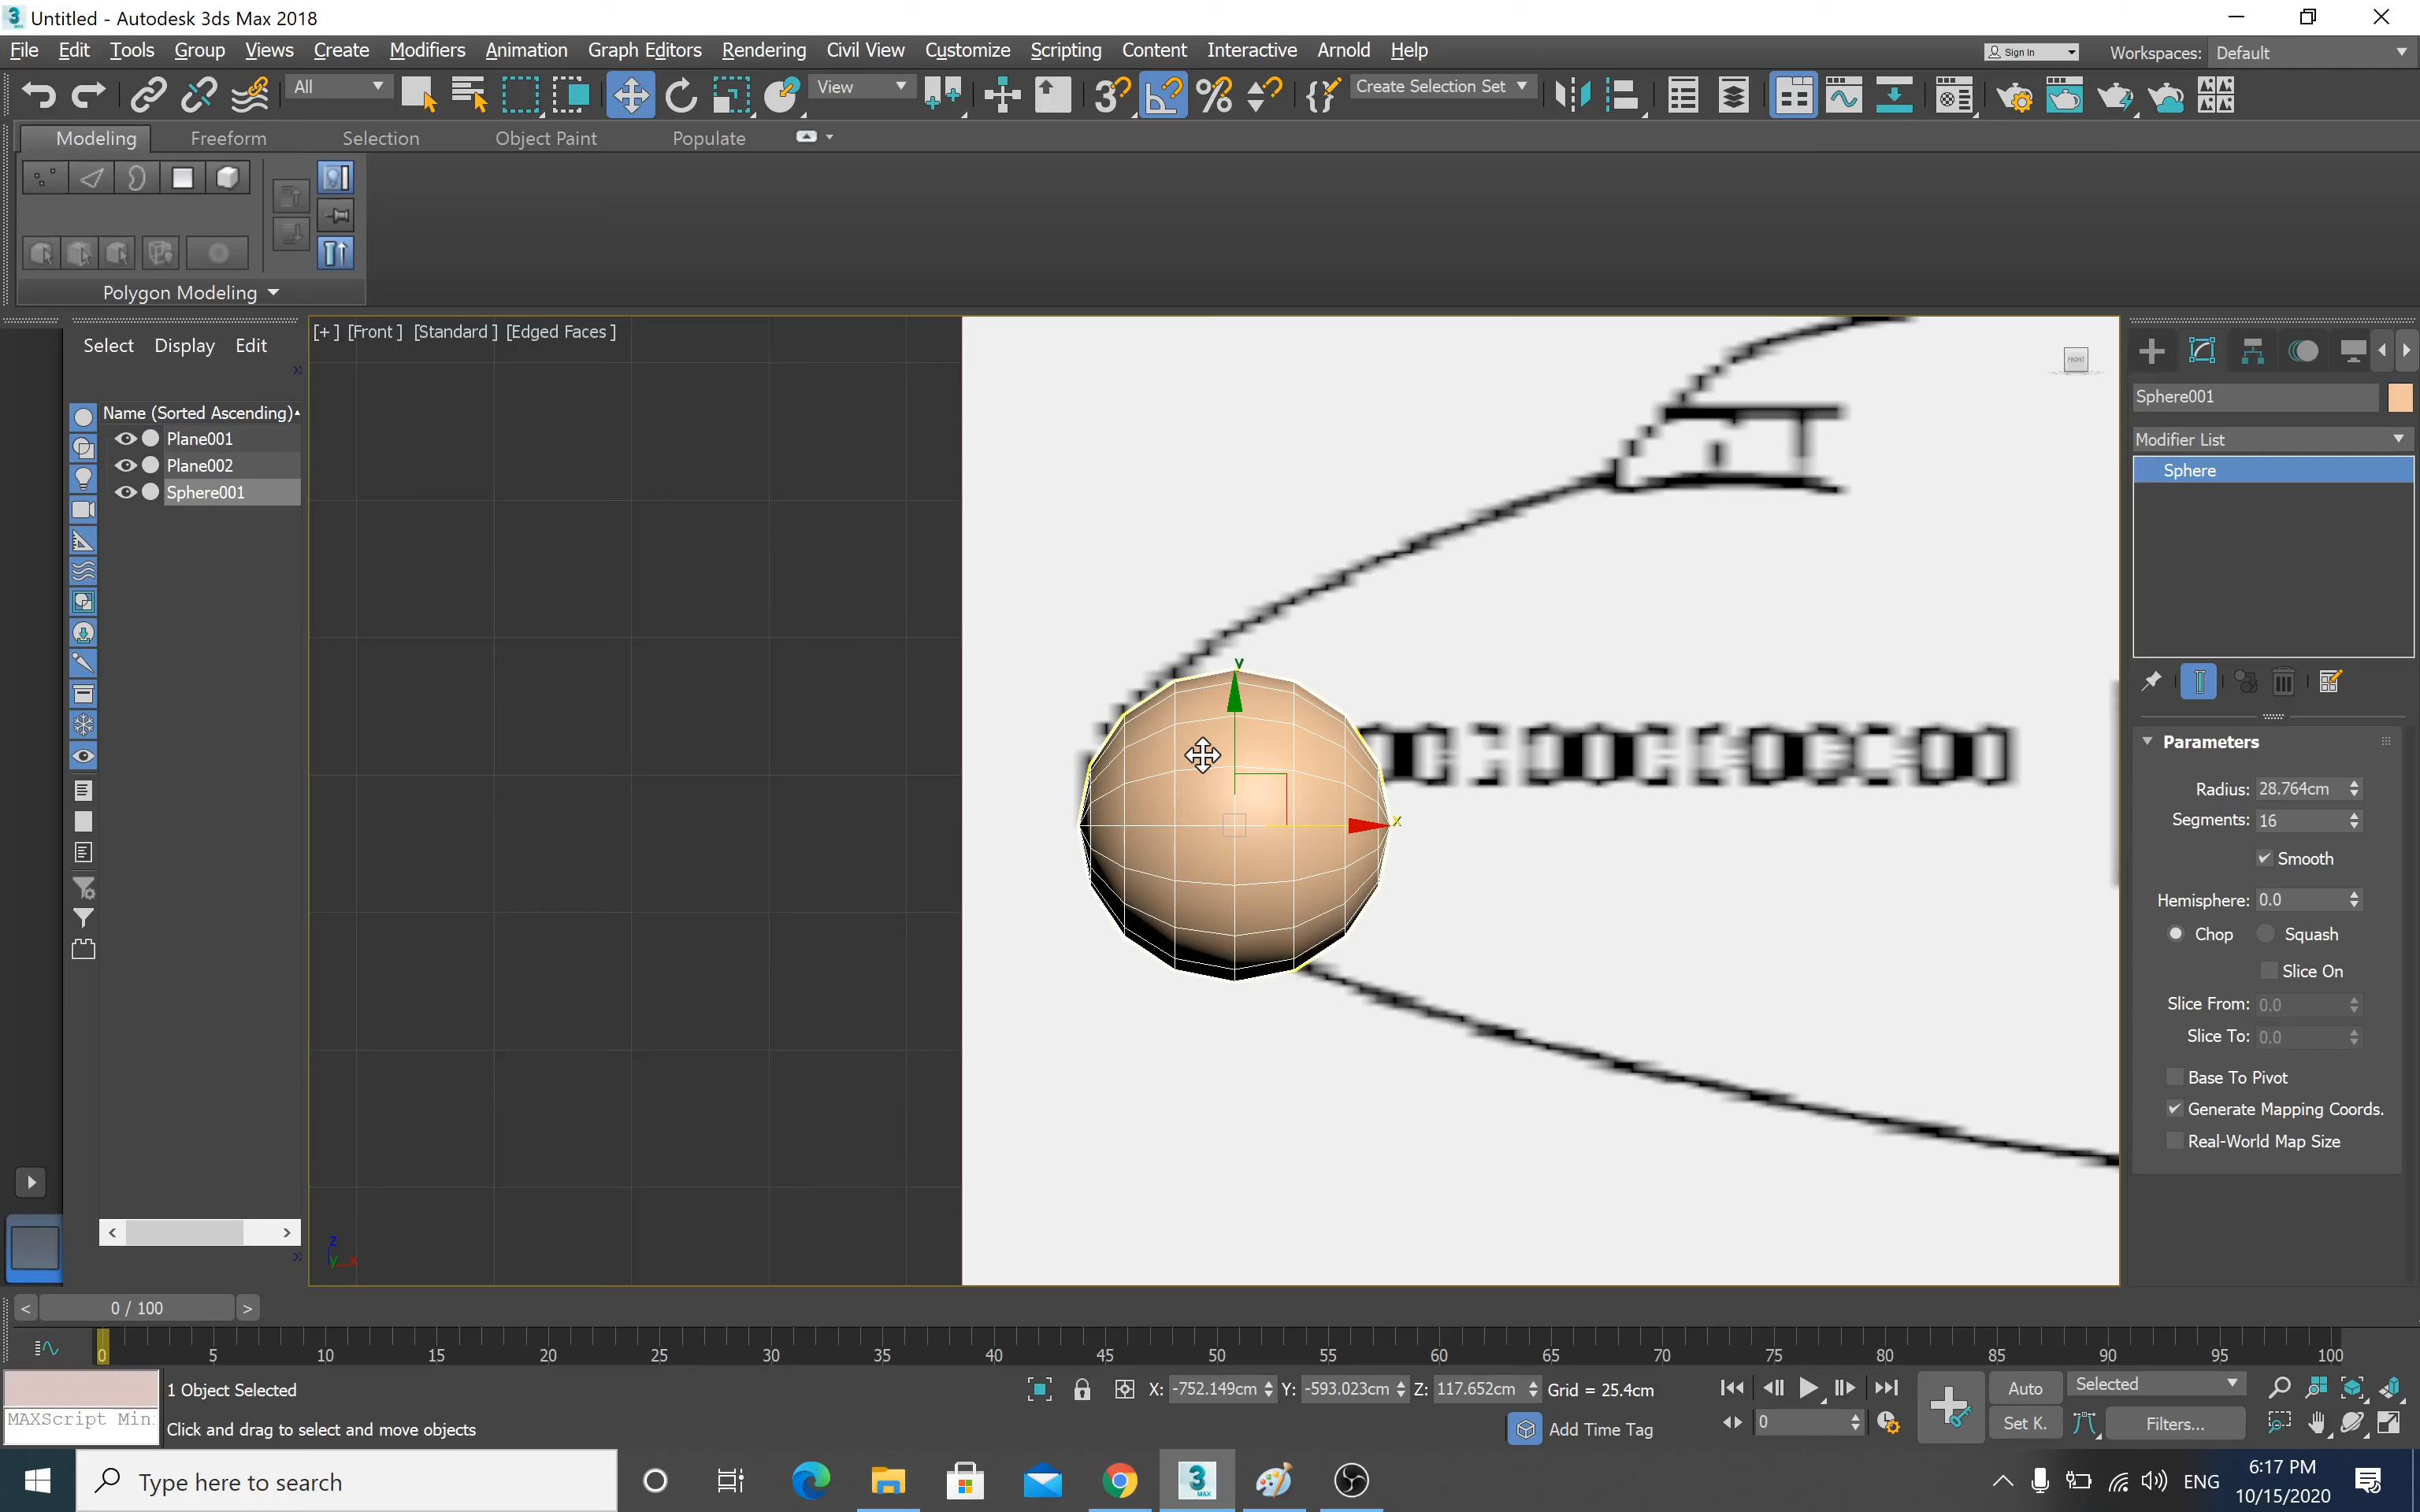 Untitled - Autodesk 3ds Max 2018
File Edit Tools Group Views Create Modifiers Animation Graph Editors Rendering Civil View Customize Scripting Content Interactive Arnold Help
Sign In Workspaces: Default
All View Create Selection Set
Modeling Freeform Selection Object Paint Populate
Polygon Modeling
Select Display Edit
[+] [Front] [Standard] [Edged Faces]
FRONT
Name (Sorted Ascending)
Plane001
Plane002
Sphere001
Sphere001
Modifier List
Sphere
y
x
Parameters
Radius: 28.764cm
Segments: 16
Smooth
Hemisphere: 0.0
Chop Squash
Slice On
Slice From: 0.0
Slice To: 0.0
Base To Pivot
Generate Mapping Coords.
Real-World Map Size
z
y x
< 0 / 100 >
0 5 10 15 20 25 30 35 40 45 50 55 60 65 70 75 80 85 90 95 100
1 Object Selected
X: -752.149cm Y: -593.023cm Z: 117.652cm Grid = 25.4cm
Auto Selected
MAXScript Min
Click and drag to select and move objects
Add Time Tag
0
Set K. Filters...
Type here to search
3
MAX
ENG
6:17 PM
10/15/2020